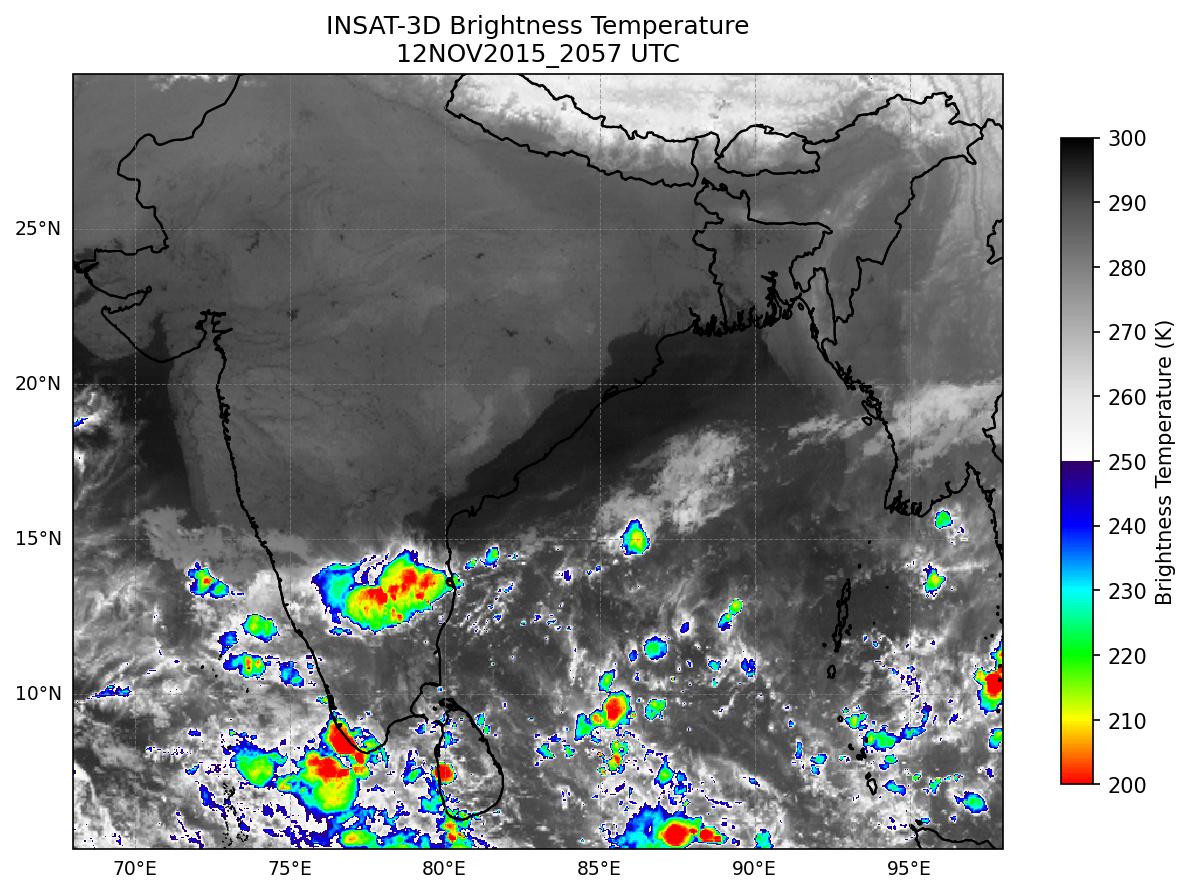 INSAT-3D Brightness Temperature
12NOV2015_2057 UTC
25°N
20°N
15°N
10°N
70°E
75°E
80°E
85°E
90°E
95°E
300
290
280
270
260
250
240
230
220
210
200
Brightness Temperature (K)